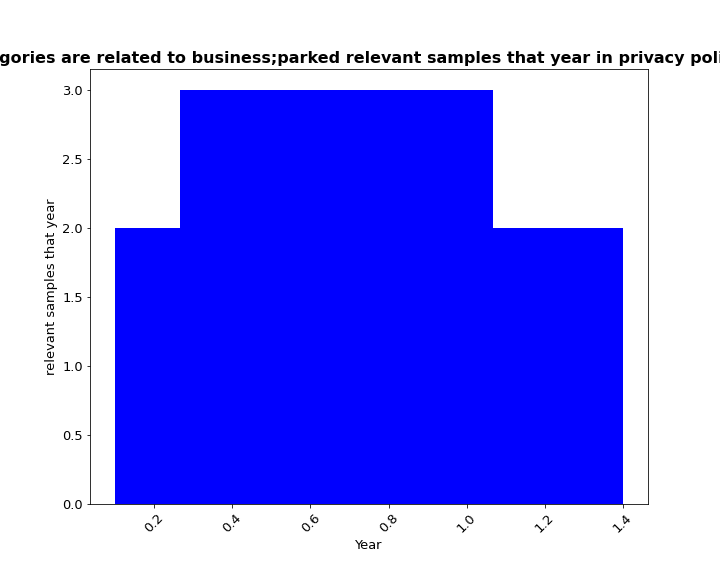 gories are related to business;parked relevant samples that year in privacy poli
3.0
2.5
2.0
1.5
1.0
0.5
0.0
relevant samples that year
0.2 0.4 0.6 0.8 1.0 1.2 1.4
Year